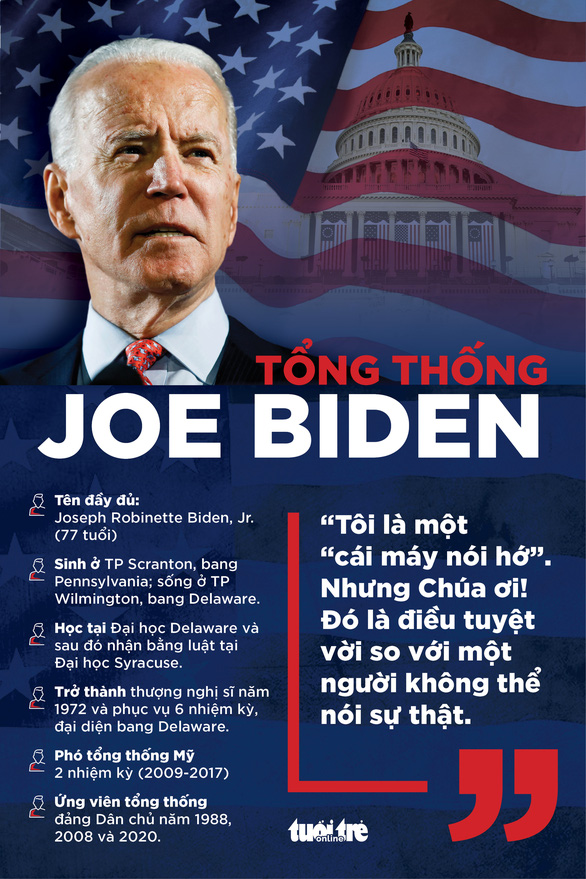 TỔNG THỐNG
JOE BIDEN
Tên đầy đủ:
Joseph Robinette Biden, Jr.
(77 tuổi)
Sinh ở TP Scranton, bang
Pennsylvania; sống ở TP
Wilmington, bang Delaware.
Học tại Đại học Delaware và
sau đó nhận bằng luật tại
Đại học Syracuse.
Trở thành thượng nghị sĩ năm
1972 và phục vụ 6 nhiệm kỳ,
đại diện bang Delaware.
Phó tổng thống Mỹ
2 nhiệm kỳ (2009-2017)
Ứng viên tổng thống
đảng Dân chủ năm 1988,
2008 và 2020.
“Tôi là một
“cái máy nói hớ”.
Nhưng Chúa ơi!
Đó là điều tuyệt
vời so với một
người không thể
nói sự thật.
”
tuổi trẻ
online